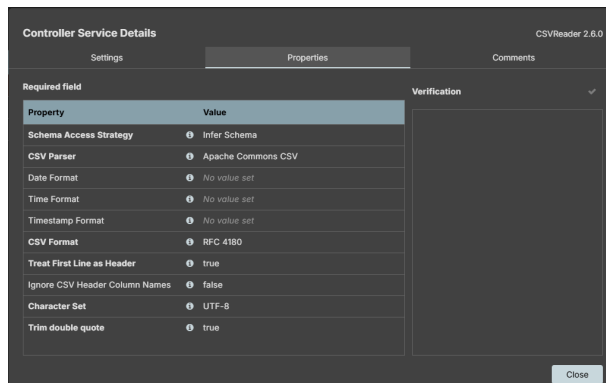 Controller Service Details
CSVReader 2.6.0
Settings
Properties
Comments
Required field
Verification
Property Value
Schema Access Strategy Infer Schema
CSV Parser Apache Commons CSV
Date Format No value set
Time Format No value set
Timestamp Format No value set
CSV Format RFC 4180
Treat First Line as Header true
Ignore CSV Header Column Names false
Character Set UTF-8
Trim double quote true
Close